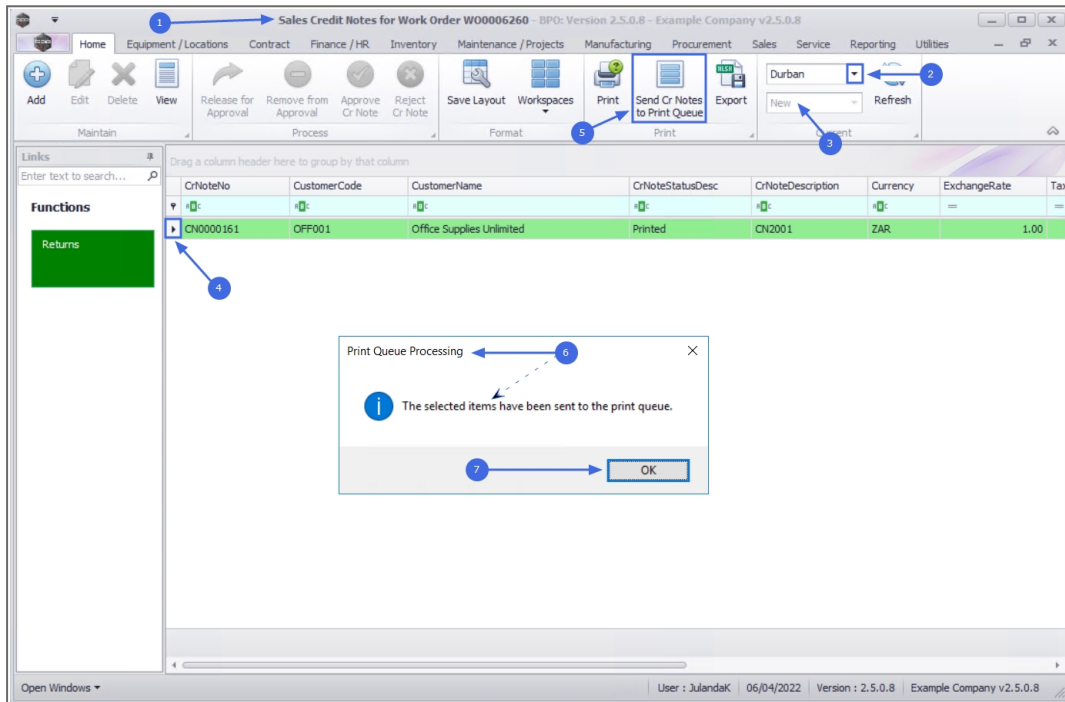 1
Sales Credit Notes for Work Order WO0006260 - BPO: Version 2.5.0.8 - Example Company v2.5.0.8
Home Equipment / Locations Contract Finance / HR Inventory Maintenance / Projects Manufacturing Procurement Sales Service Reporting Utilities
Add Edit Delete View Release for Approval Remove from Approval Approve Cr Note Reject Cr Note Save Layout Workspaces Print Send Cr Notes to Print Queue XLSX Export Durban 2
New Refresh
Maintain Process Format 5 Print 3 Current
Links
Drag a column header here to group by that column
Enter text to search...
CrNoteNo CustomerCode CustomerName CrNoteStatusDesc CrNoteDescription Currency ExchangeRate Tax
Functions
Returns
CN0000161 OFF001 Office Supplies Unlimited Printed CN2001 ZAR 1.00
4
Print Queue Processing 6
The selected items have been sent to the print queue.
7 OK
Open Windows User : JulandaK 06/04/2022 Version : 2.5.0.8 Example Company v2.5.0.8